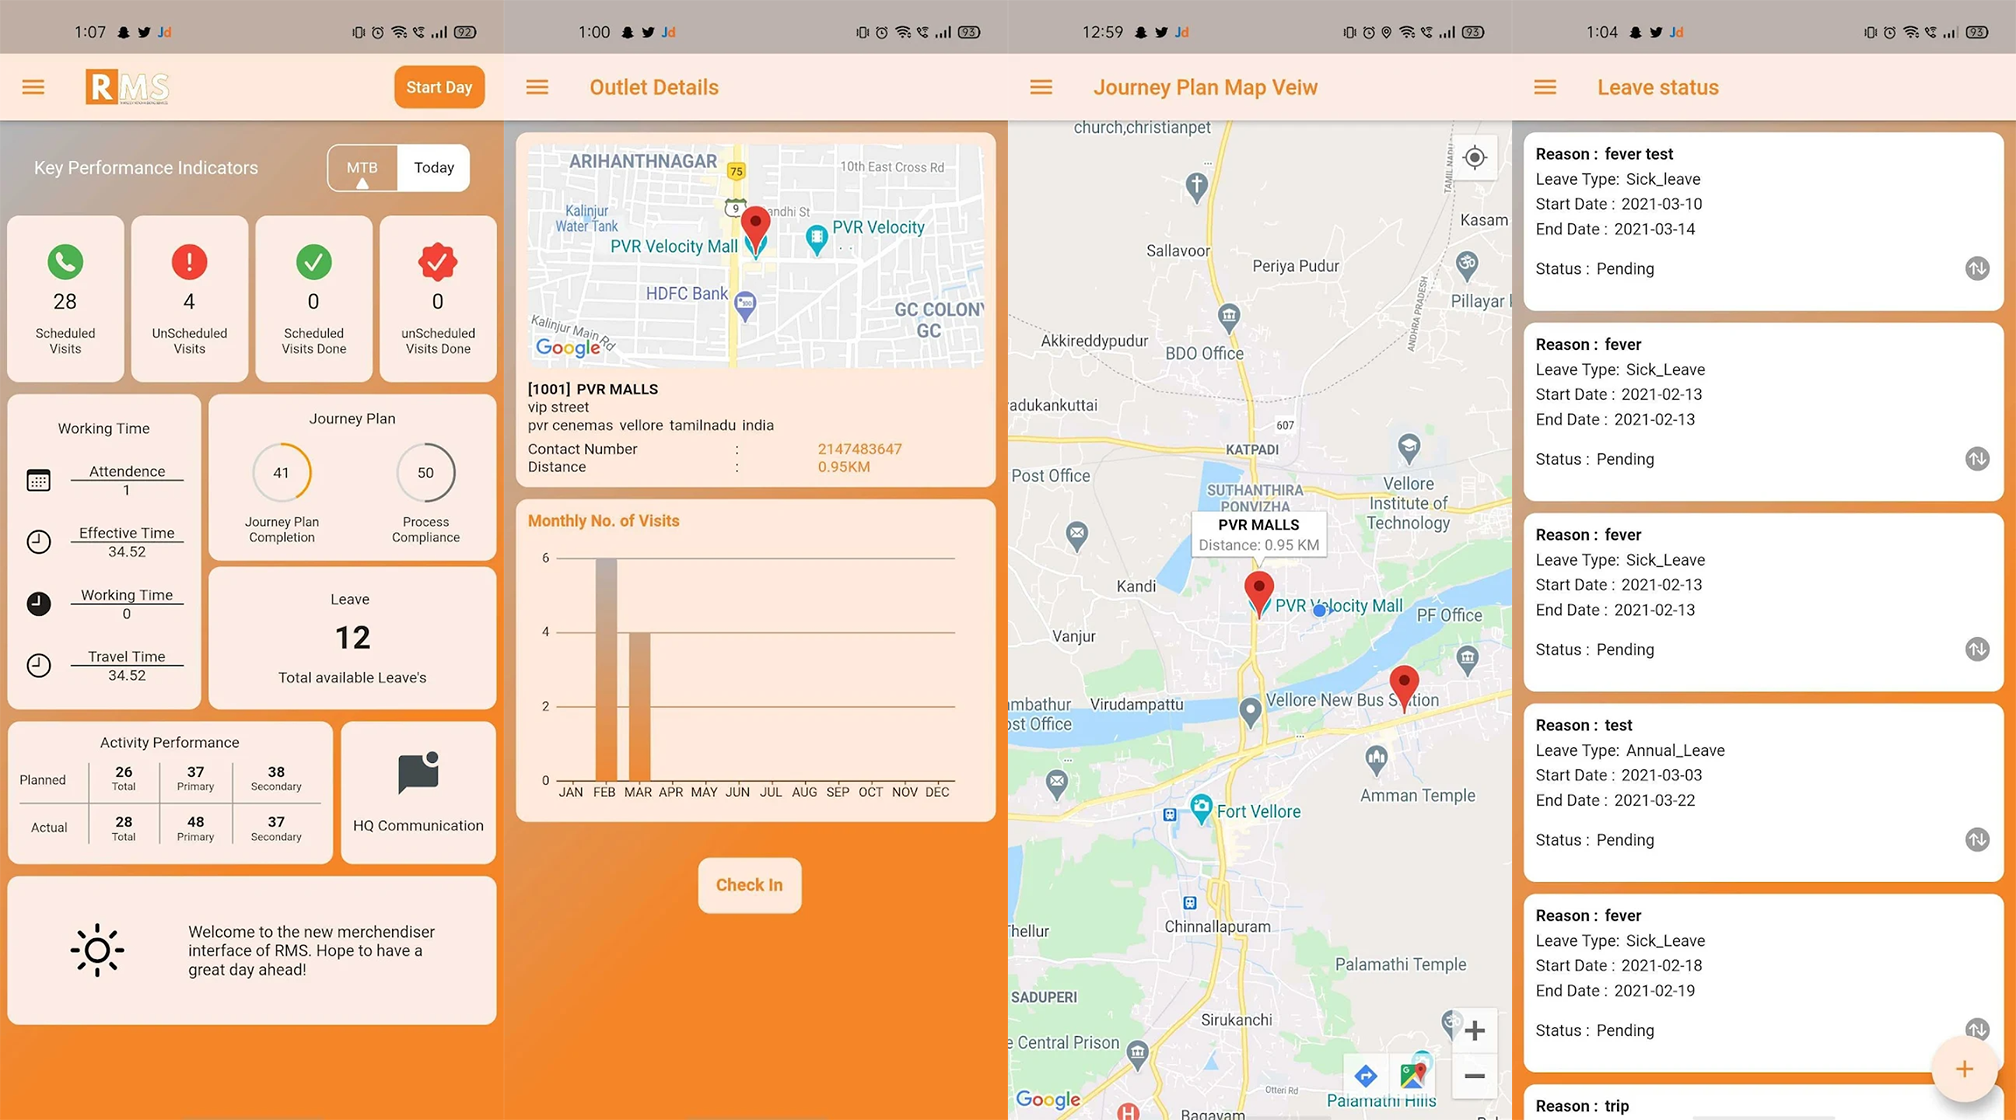 1:07
Jd
92
RMS
Start Day
Key Performance Indicators
MTB
Today
28
Scheduled
Visits
4
UnScheduled
Visits
0
Scheduled
Visits Done
0
unScheduled
Visits Done
Working Time
Attendence
1
Effective Time
34.52
Working Time
0
Travel Time
34.52
Journey Plan
41
Journey Plan
Completion
50
Process
Compliance
Leave
12
Total available Leave's
Activity Performance
Planned
26
Total
37
Primary
38
Secondary
Actual
28
Total
48
Primary
37
Secondary
HQ Communication
Welcome to the new merchendiser
interface of RMS. Hope to have a
great day ahead!
1:00
Jd
93
Outlet Details
ARIHANTHNAGAR
75
10th East Cross Rd
Kalinjur
Water Tank
9
andhi St
PVR Velocity Mall
PVR Velocity
HDFC Bank
GC COLONY
GC
Kalinjur Main Rd
Google
[1001] PVR MALLS
vip street
pvr cenemas vellore tamilnadu india
Contact Number : 2147483647
Distance : 0.95KM
Monthly No. of Visits
6
4
2
0
JAN FEB MAR APR MAY JUN JUL AUG SEP OCT NOV DEC
Check In
12:59
Jd
93
Journey Plan Map Veiw
church,christianpet
TAMIL NADU
Kasam
Sallavoor
Periya Pudur
Pillayar
ANDHRA PRADESH
Akkireddypudur
BDO Office
adukankuttai
607
KATPADI
Post Office
Vellore
Institute of
Technology
SUTHANTHIRA
PONVIZHA
PVR MALLS
Distance: 0.95 KM
Kandi
PVR Velocity Mall
PF Office
Vanjur
mbathur
ost Office
Virudampattu
Vellore New Bus Station
Amman Temple
Fort Vellore
Chinnallapuram
hellur
Palamathi Temple
SADUPERI
Sirukanchi
e Central Prison
Otteri Rd
Google
Palamathi Hills
Bagayam
H
1:04
Jd
93
Leave status
Reason : fever test
Leave Type: Sick_leave
Start Date : 2021-03-10
End Date : 2021-03-14
Status : Pending
Reason : fever
Leave Type: Sick_Leave
Start Date : 2021-02-13
End Date : 2021-02-13
Status : Pending
Reason : fever
Leave Type: Sick_Leave
Start Date : 2021-02-13
End Date : 2021-02-13
Status : Pending
Reason : test
Leave Type: Annual_Leave
Start Date : 2021-03-03
End Date : 2021-03-22
Status : Pending
Reason : fever
Leave Type: Sick_Leave
Start Date : 2021-02-18
End Date : 2021-02-19
Status : Pending
Reason : trip